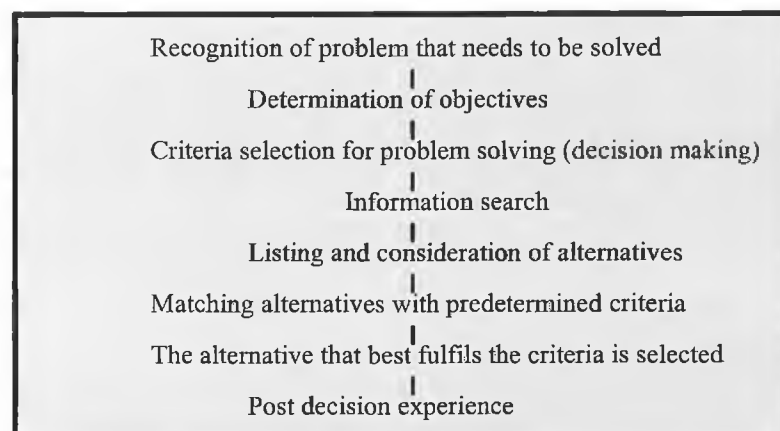 Recognition of problem that needs to be solved
Determination of objectives
Criteria selection for problem solving (decision making)
Information search
Listing and consideration of alternatives
Matching alternatives with predetermined criteria
The alternative that best fulfils the criteria is selected
Post decision experience